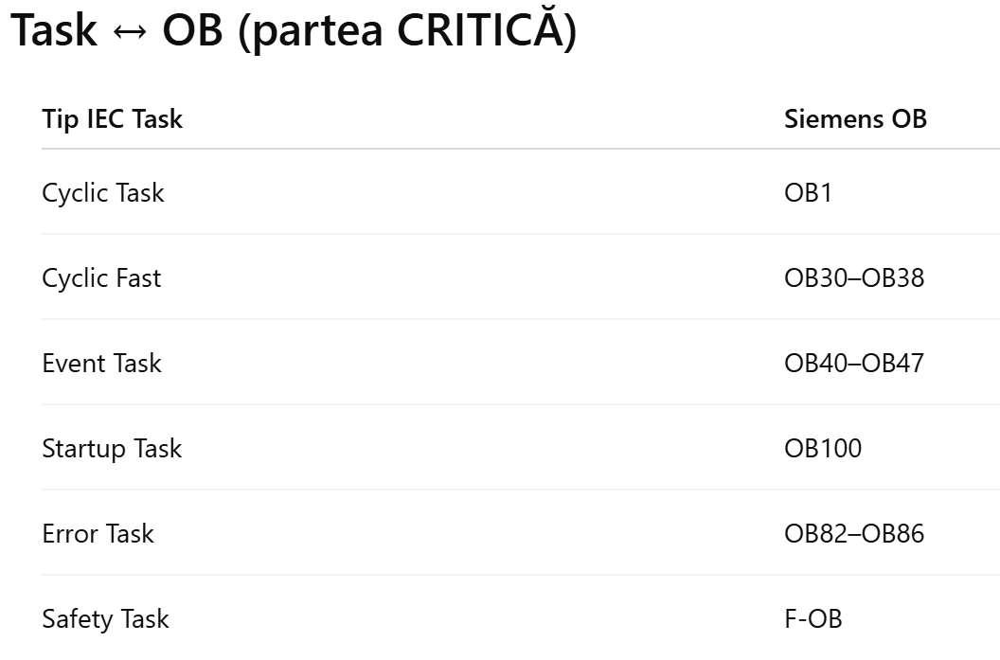 Task ↔ OB (partea CRITICĂ)
Tip IEC Task Siemens OB
Cyclic Task OB1
Cyclic Fast OB30–OB38
Event Task OB40–OB47
Startup Task OB100
Error Task OB82–OB86
Safety Task F-OB